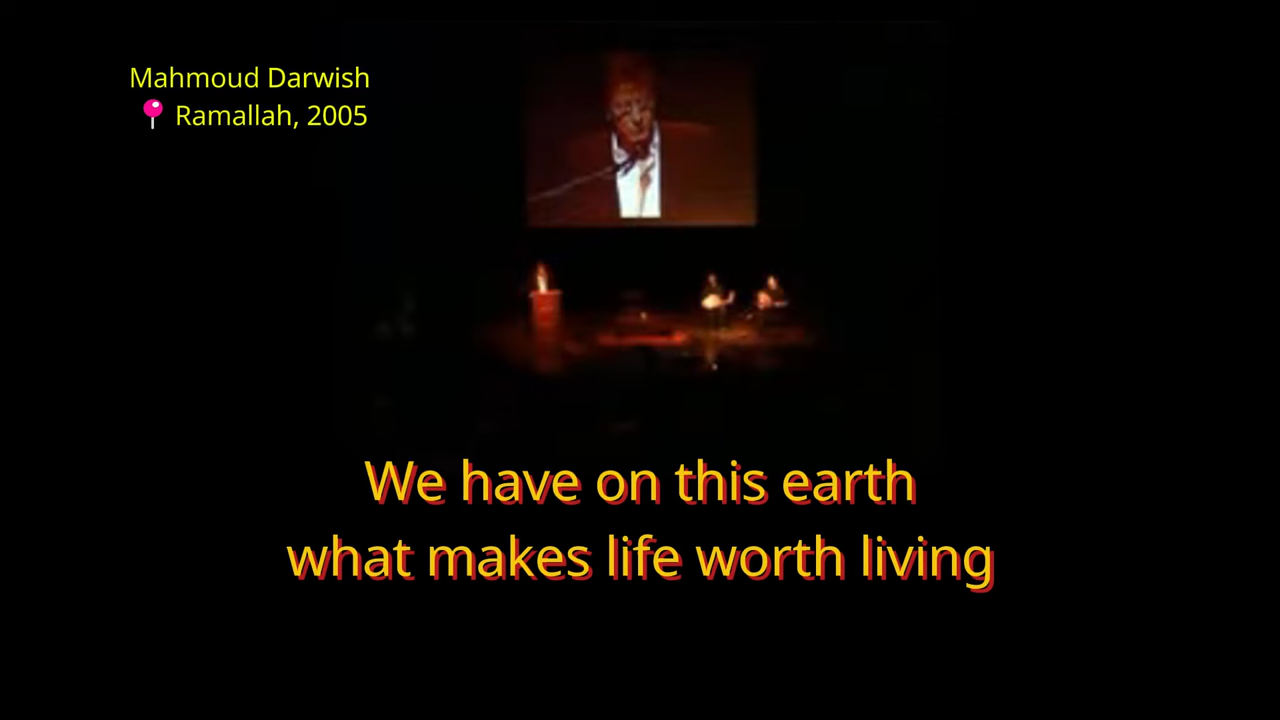 Mahmoud Darwish
📍 Ramallah, 2005
We have on this earth
what makes life worth living